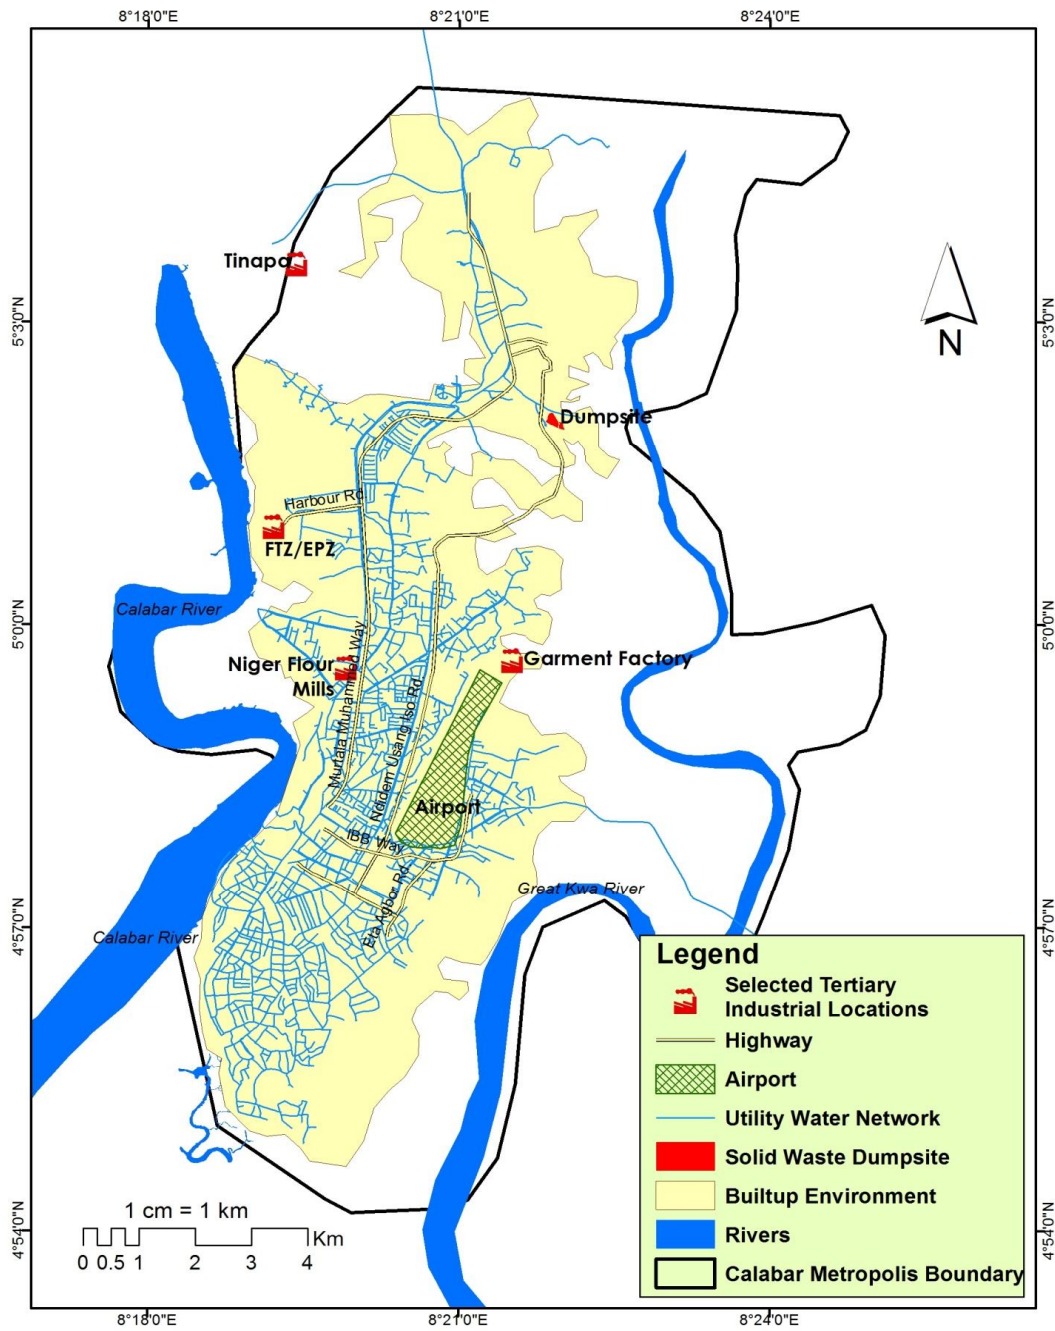 8°18'0"E
8°21'0"E
8°24'0"E
Tinapa
5°3'0"N
5°3'0"N
N
Dumpsite
Harbour Rd
FTZ/EPZ
Calabar River
5°0'0"N
5°0'0"N
Niger Flour
Mills
Garment Factory
Murtala Muhammed Way
Ndidem Usang Iso Rd
Airport
IBB Way
Eta Agbor Rd
Great Kwa River
Calabar River
4°57'0"N
4°57'0"N
Legend
Selected Tertiary
Industrial Locations
Highway
Airport
Utility Water Network
Solid Waste Dumpsite
Builtup Environment
Rivers
Calabar Metropolis Boundary
1 cm = 1 km
Km
0 0.5 1 2 3 4
4°54'0"N
4°54'0"N
8°18'0"E
8°21'0"E
8°24'0"E